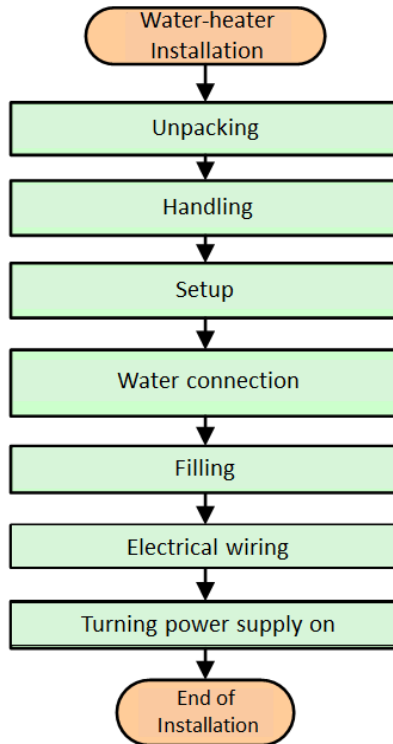 Water-heater
Installation
Unpacking
Handling
Setup
Water connection
Filling
Electrical wiring
Turning power supply on
End of
Installation